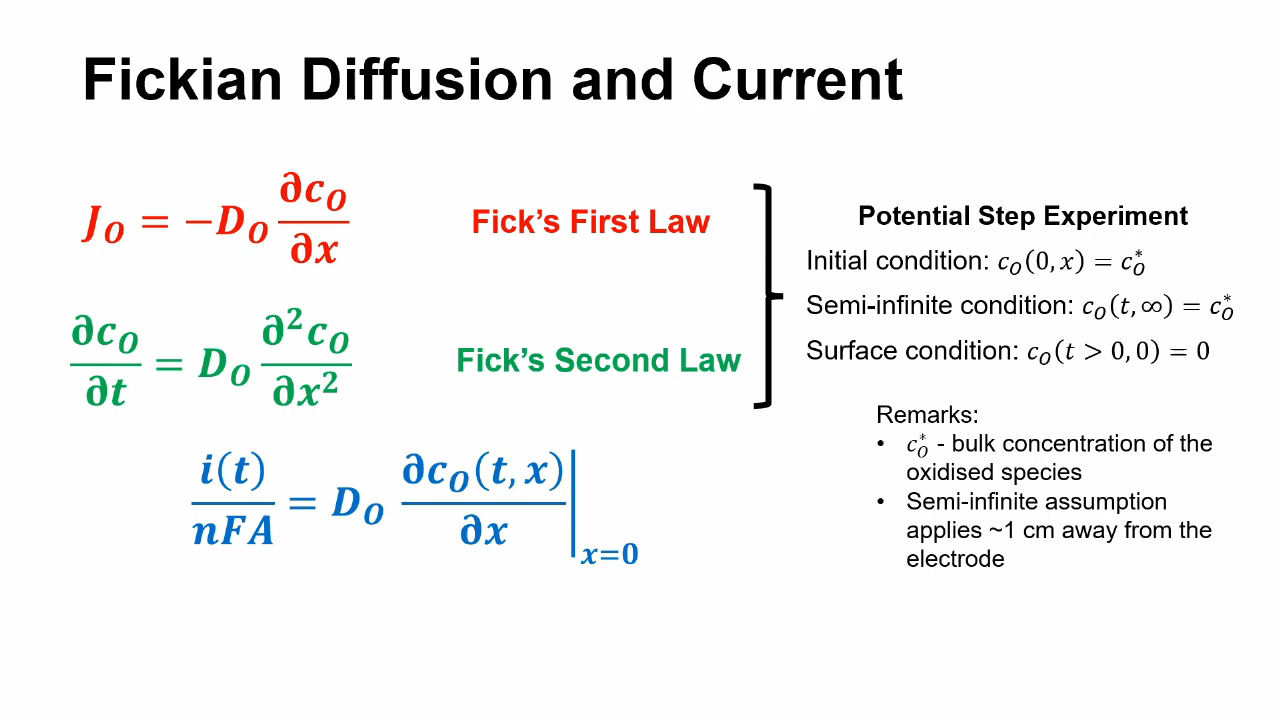 Fickian Diffusion and Current
J_O = −D_O ∂c_O/∂x
Fick’s First Law
∂c_O/∂t = D_O ∂²c_O/∂x²
Fick’s Second Law
i(t)/nFA = D_O ∂c_O(t, x)/∂x |x=0
Potential Step Experiment
Initial condition: c_O(0, x) = c_O^*
Semi-infinite condition: c_O(t, ∞) = c_O^*
Surface condition: c_O(t > 0, 0) = 0
Remarks:
• c_O^* - bulk concentration of the
oxidised species
• Semi-infinite assumption
applies ~1 cm away from the
electrode